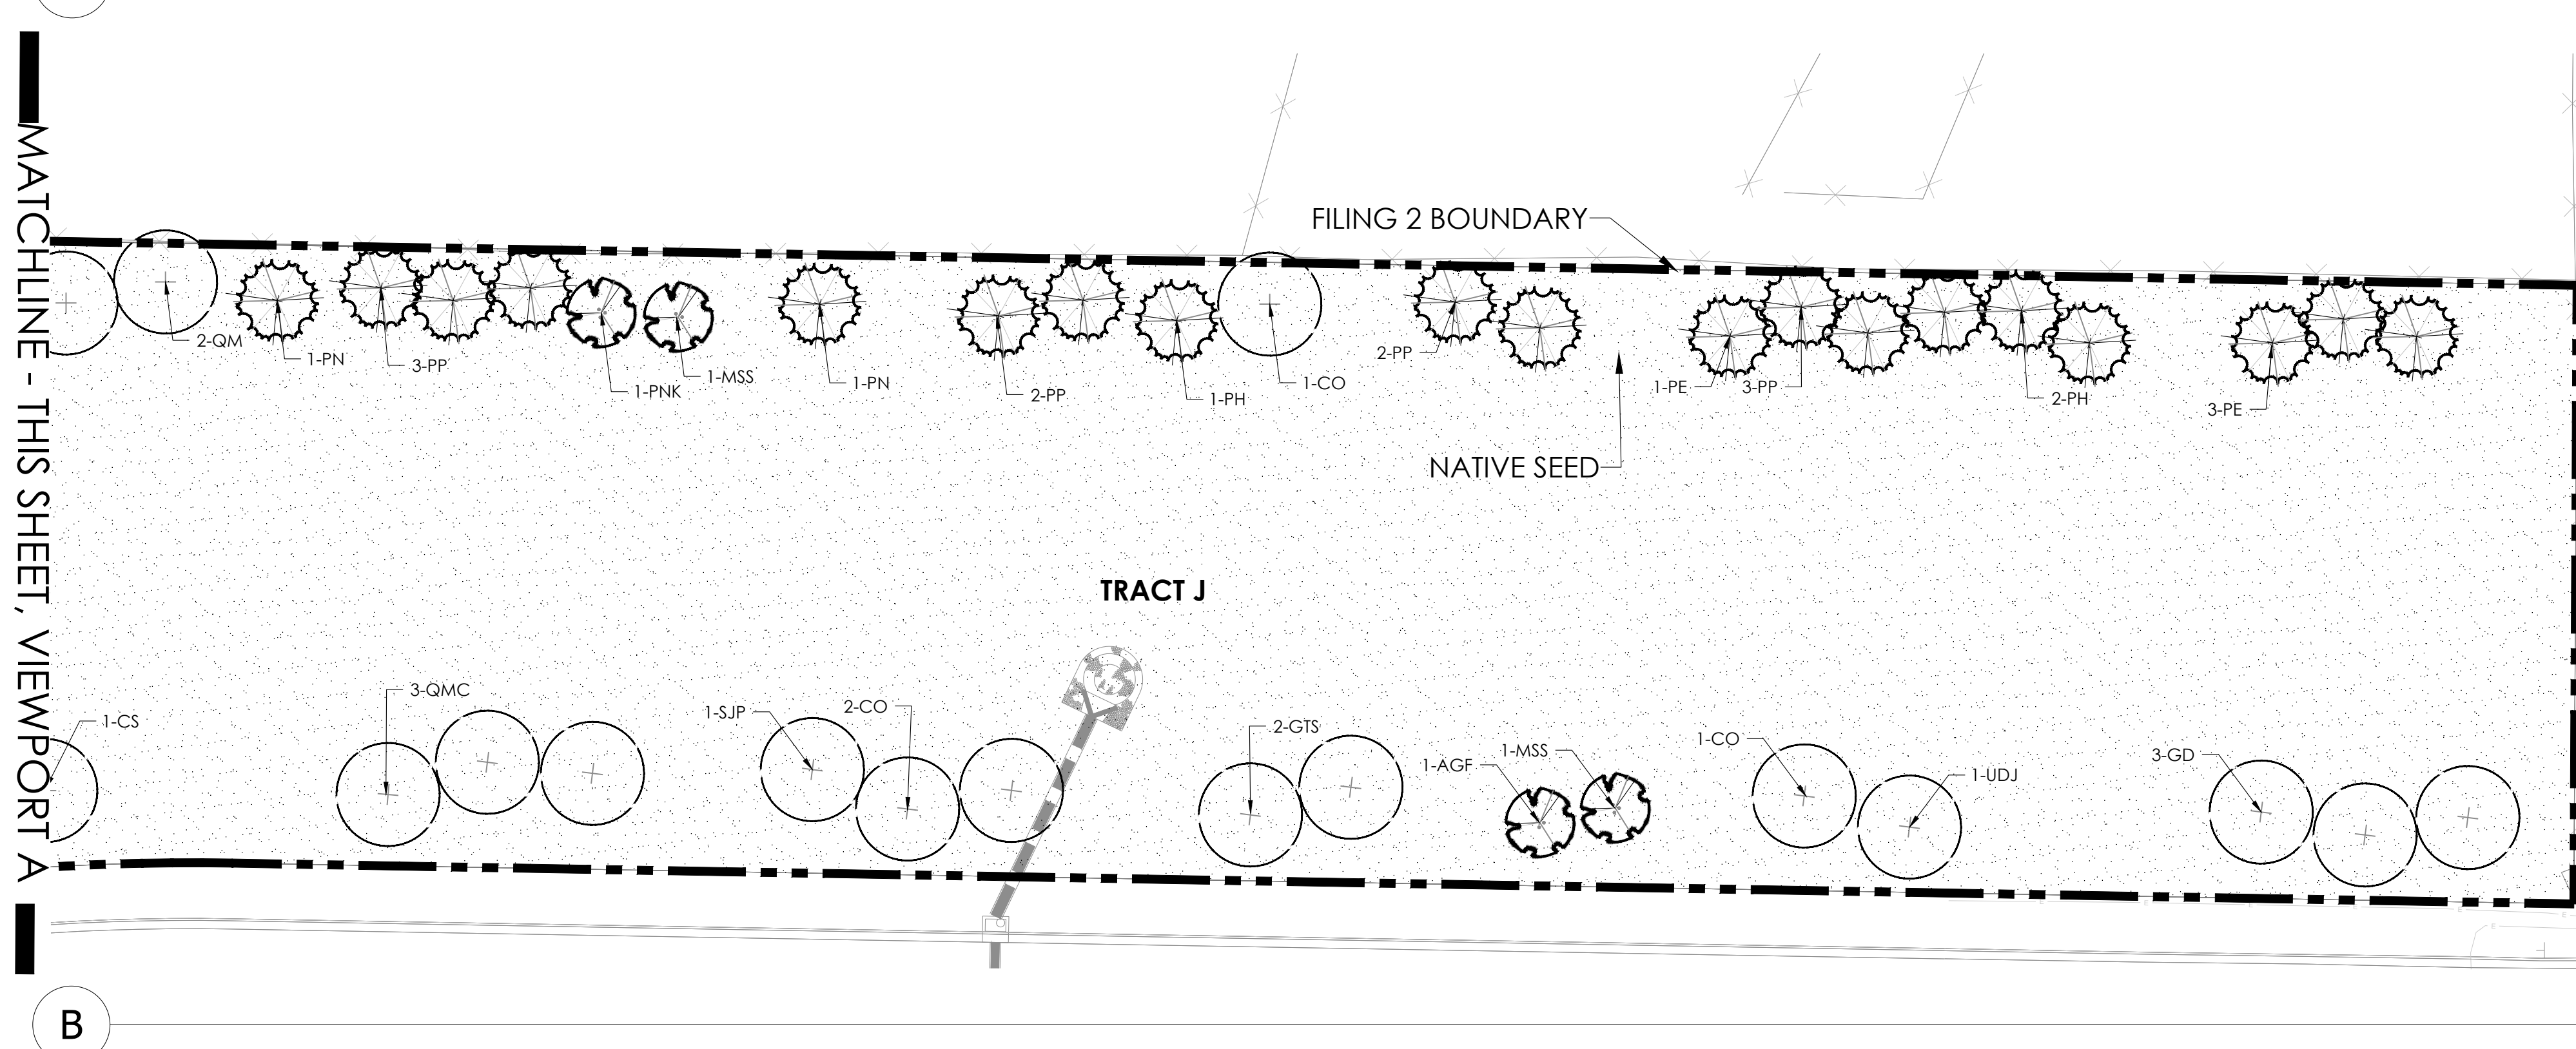 MATCHLINE - THIS SHEET, VIEWPORT A
FILING 2 BOUNDARY
2-QM
1-PN
3-PP
1-PNK
1-MSS
1-PN
2-PP
1-PH
1-CO
2-PP
1-PE
3-PP
2-PH
3-PE
NATIVE SEED
TRACT J
1-CS
3-QMC
1-SJP
2-CO
2-GTS
1-AGF
1-MSS
1-CO
1-UDJ
3-GD
E
E
E
E
E
E
B